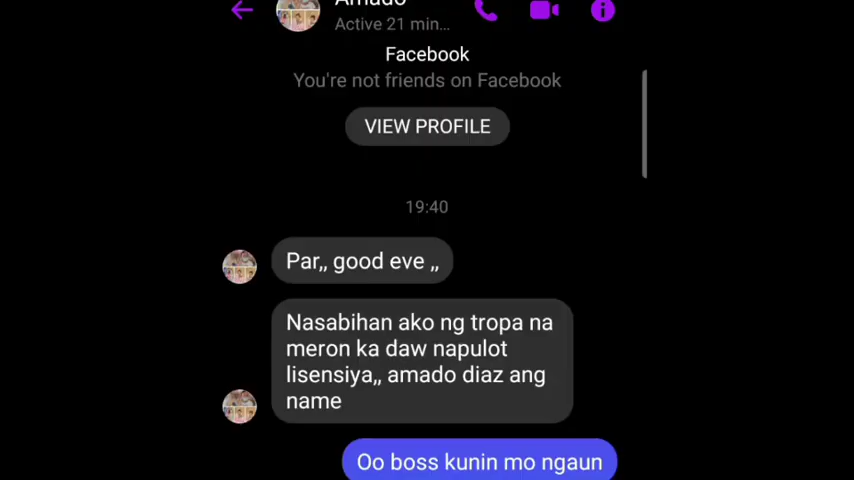 Amado
Active 21 min...
Facebook
You're not friends on Facebook
VIEW PROFILE
19:40
Par,, good eve ,,
Nasabihan ako ng tropa na
meron ka daw napulot
lisensiya,, amado diaz ang
name
Oo boss kunin mo ngaun